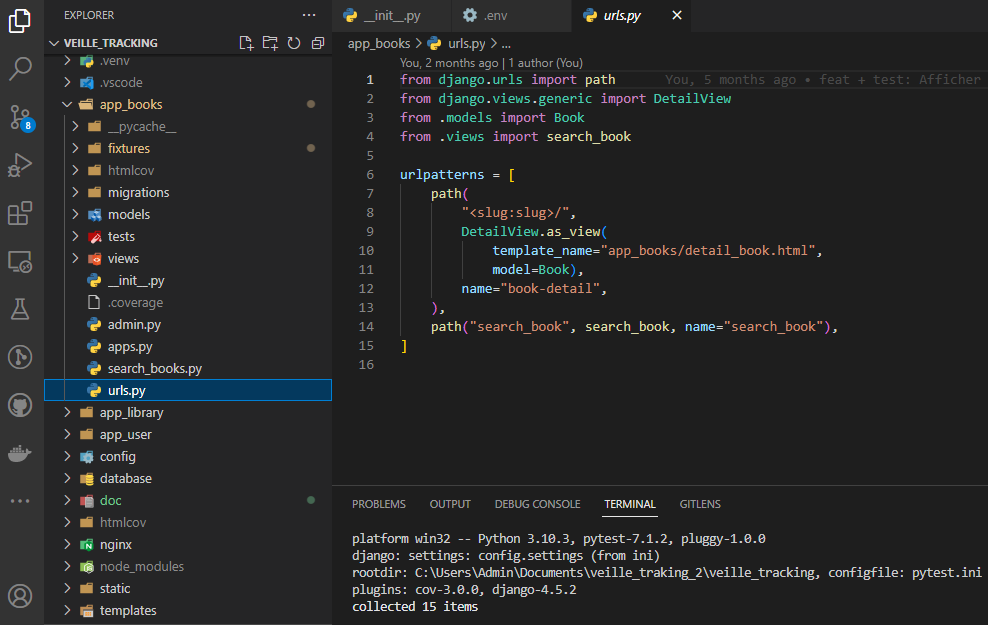 EXPLORER
VEILLE_TRACKING
.venv
.vscode
app_books
__pycache__
fixtures
htmlcov
migrations
models
tests
views
__init__.py
.coverage
admin.py
apps.py
search_books.py
urls.py
app_library
app_user
config
database
doc
htmlcov
nginx
node_modules
static
templates
8
__init__.py
.env
urls.py
app_books > urls.py > ...
You, 2 months ago | 1 author (You)
1 from django.urls import path You, 5 months ago • feat + test: Afficher
2 from django.views.generic import DetailView
3 from .models import Book
4 from .views import search_book
5
6 urlpatterns = [
7 path(
8 "<slug:slug>/",
9 DetailView.as_view(
10 template_name="app_books/detail_book.html",
11 model=Book),
12 name="book-detail",
13 ),
14 path("search_book", search_book, name="search_book"),
15 ]
16
PROBLEMS OUTPUT DEBUG CONSOLE TERMINAL GITLENS
platform win32 -- Python 3.10.3, pytest-7.1.2, pluggy-1.0.0
django: settings: config.settings (from ini)
rootdir: C:\Users\Admin\Documents\veille_traking_2\veille_tracking, configfile: pytest.ini
plugins: cov-3.0.0, django-4.5.2
collected 15 items